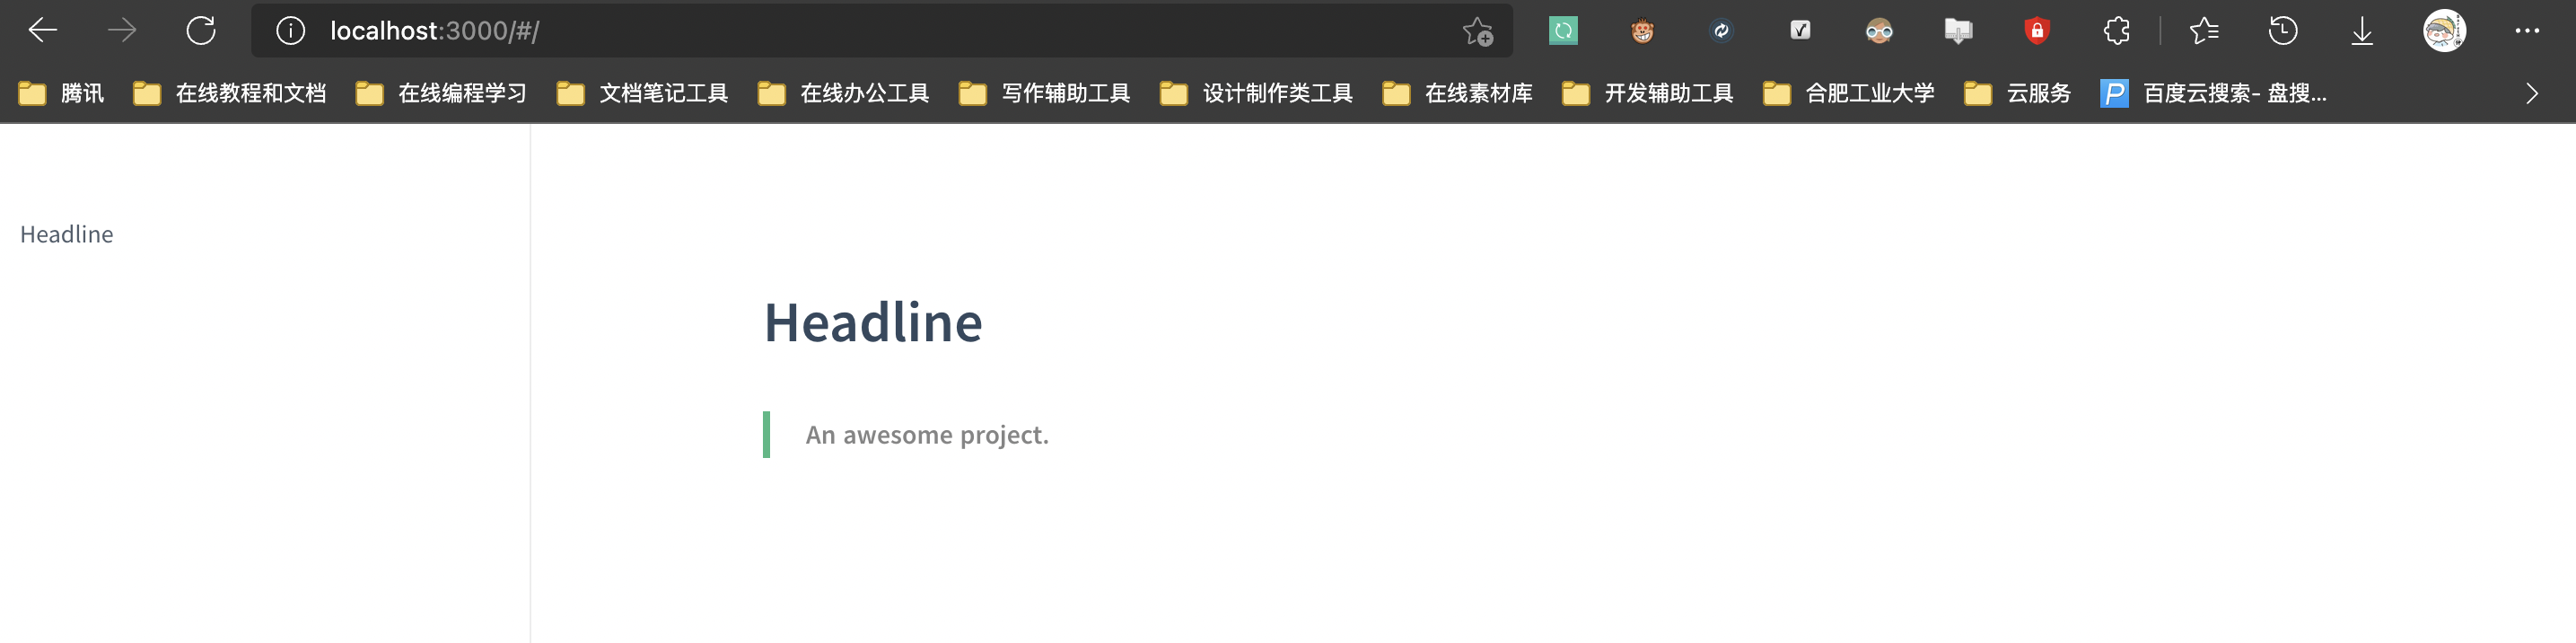 localhost:3000/#/
腾讯 在线教程和文档 在线编程学习 文档笔记工具 在线办公工具 写作辅助工具 设计制作类工具 在线素材库 开发辅助工具 合肥工业大学 云服务 P 百度云搜索- 盘搜...
Headline
Headline
An awesome project.